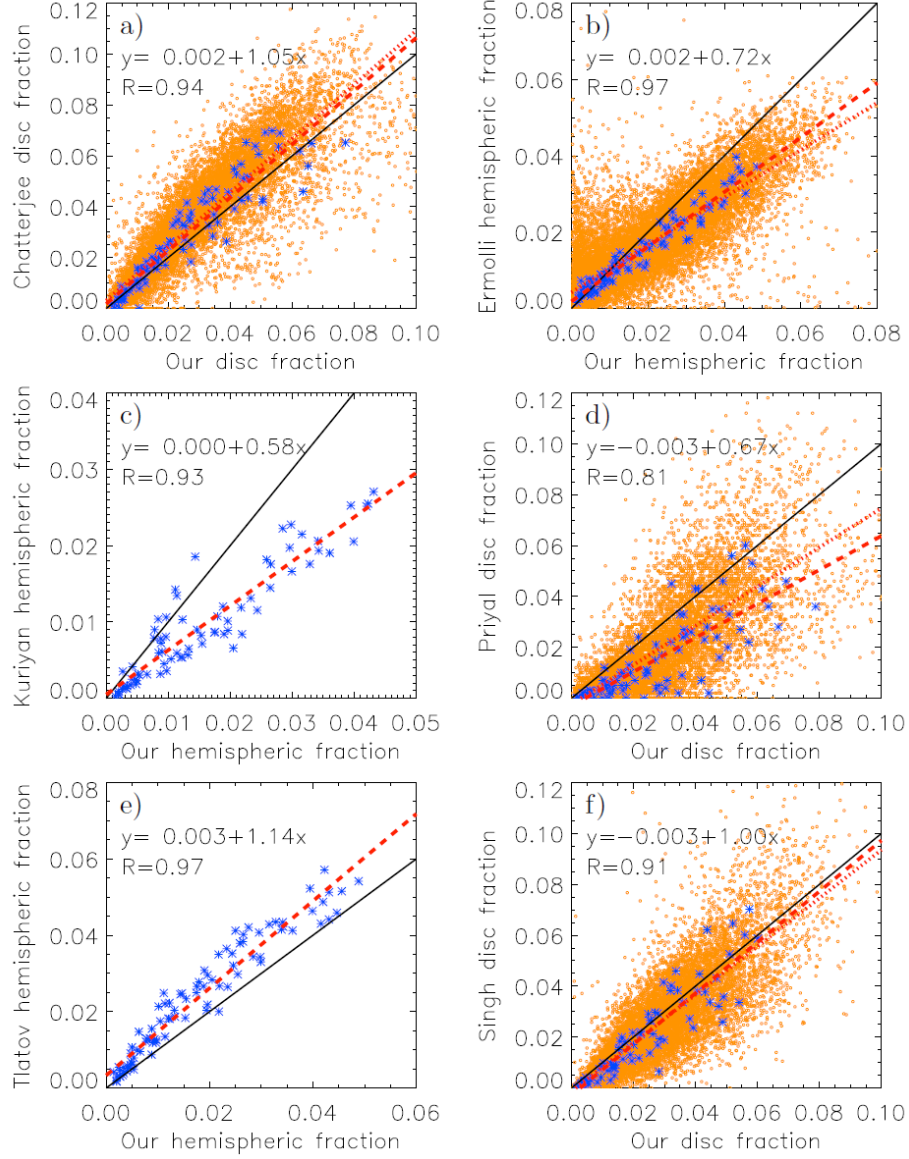 a)
y= 0.002+1.05x
R=0.94
Chatterjee disc fraction
0.12
0.10
0.08
0.06
0.04
0.02
0.00
0.00 0.02 0.04 0.06 0.08 0.10
Our disc fraction
b)
y= 0.002+0.72x
R=0.97
Ermolli hemispheric fraction
0.08
0.06
0.04
0.02
0.00
0.00 0.02 0.04 0.06 0.08
Our hemispheric fraction
c)
y= 0.000+0.58x
R=0.93
Kuriyan hemispheric fraction
0.04
0.03
0.02
0.01
0.00
0.00 0.01 0.02 0.03 0.04 0.05
Our hemispheric fraction
d)
y=-0.003+0.67x
R=0.81
Priyal disc fraction
0.12
0.10
0.08
0.06
0.04
0.02
0.00
0.00 0.02 0.04 0.06 0.08 0.10
Our disc fraction
e)
y= 0.003+1.14x
R=0.97
Tlatov hemispheric fraction
0.08
0.06
0.04
0.02
0.00
0.00 0.02 0.04 0.06
Our hemispheric fraction
f)
y=-0.003+1.00x
R=0.91
Singh disc fraction
0.12
0.10
0.08
0.06
0.04
0.02
0.00
0.00 0.02 0.04 0.06 0.08 0.10
Our disc fraction